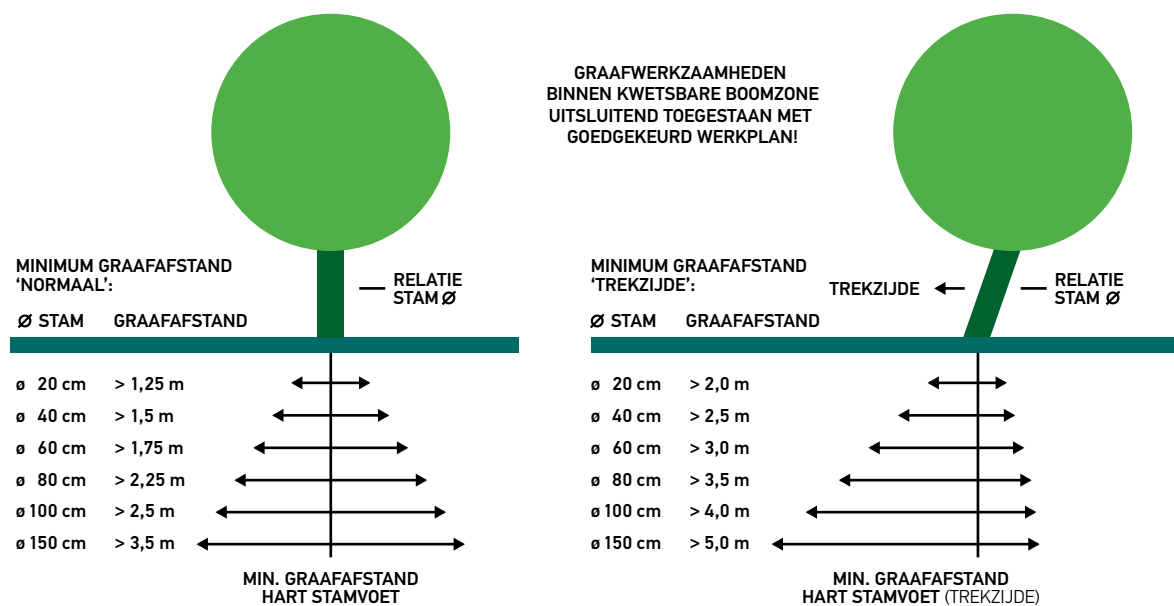 GRAAFWERKZAAMHEDEN
BINNEN KWETSBARE BOOMZONE
UITSLUITEND TOEGESTAAN MET
GOEDGEKEURD WERKPLAN!
MINIMUM GRAAFAFSTAND
‘NORMAAL’:
RELATIE
STAM Ø
Ø STAM GRAAFAFSTAND
ø 20 cm > 1,25 m
ø 40 cm > 1,5 m
ø 60 cm > 1,75 m
ø 80 cm > 2,25 m
ø 100 cm > 2,5 m
ø 150 cm > 3,5 m
MIN. GRAAFAFSTAND
HART STAMVOET
MINIMUM GRAAFAFSTAND
‘TREKZIJDE’:
TREKZIJDE
RELATIE
STAM Ø
Ø STAM GRAAFAFSTAND
ø 20 cm > 2,0 m
ø 40 cm > 2,5 m
ø 60 cm > 3,0 m
ø 80 cm > 3,5 m
ø 100 cm > 4,0 m
ø 150 cm > 5,0 m
MIN. GRAAFAFSTAND
HART STAMVOET (TREKZIJDE)